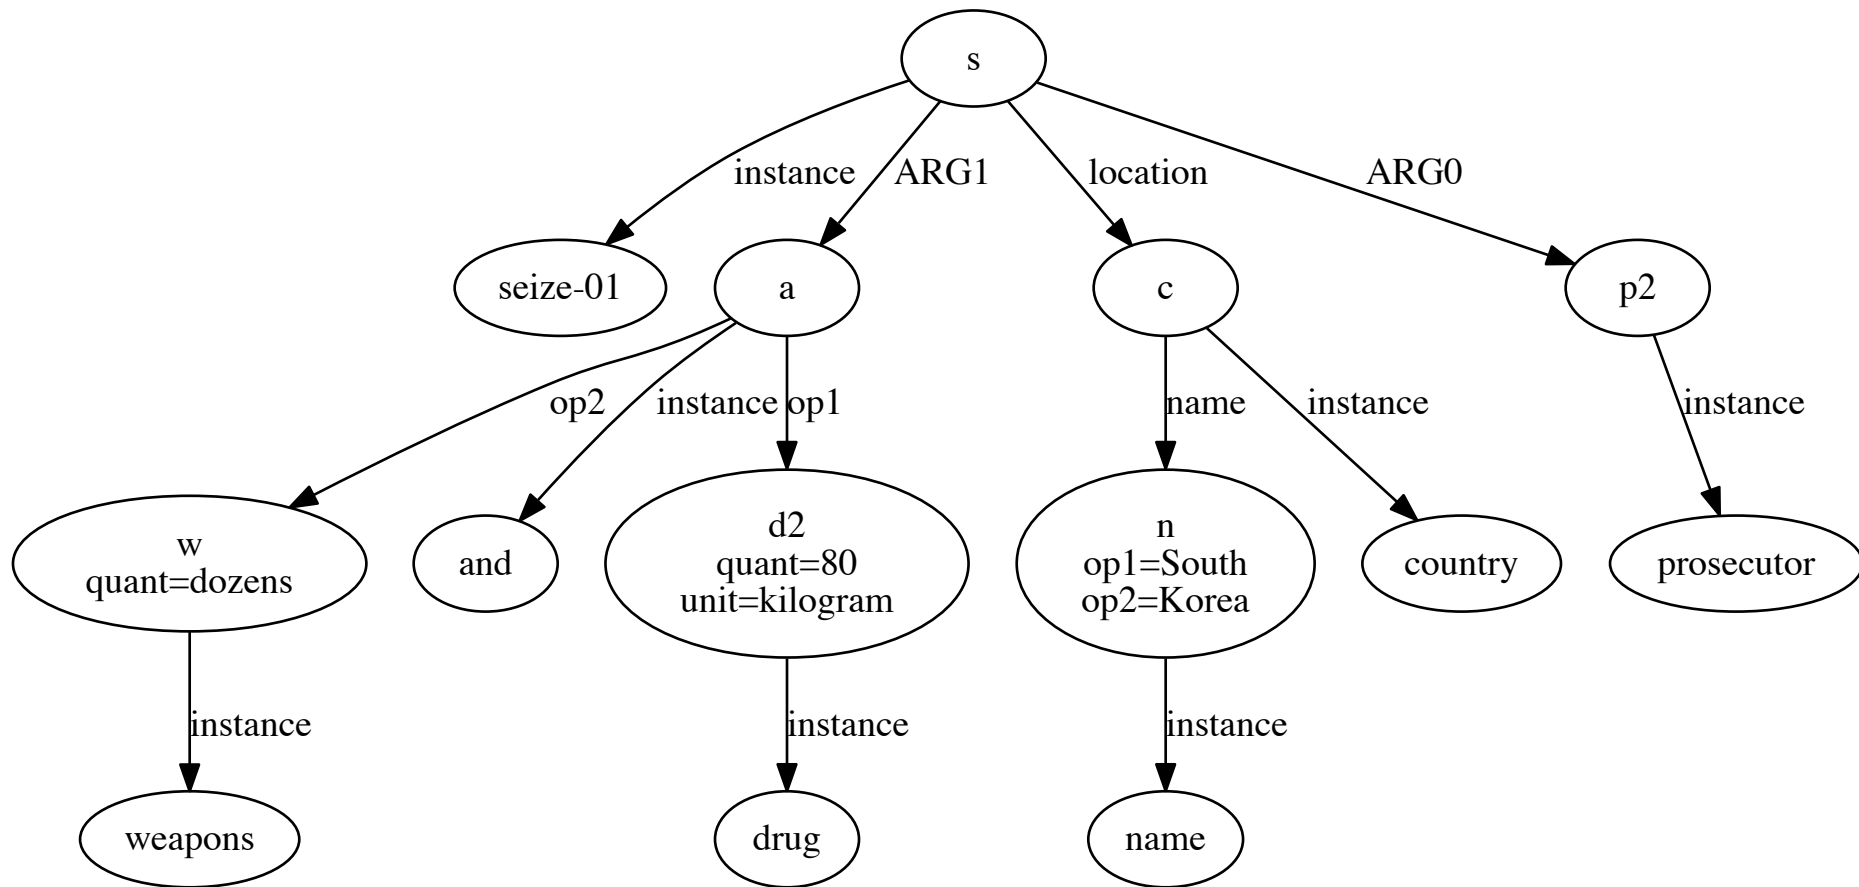 s
instance
ARG1
location
ARG0
seize-01
a
c
p2
op2
instance
op1
name
instance
instance
w
quant=dozens
and
d2
quant=80
unit=kilogram
n
op1=South
op2=Korea
country
prosecutor
instance
instance
instance
weapons
drug
name